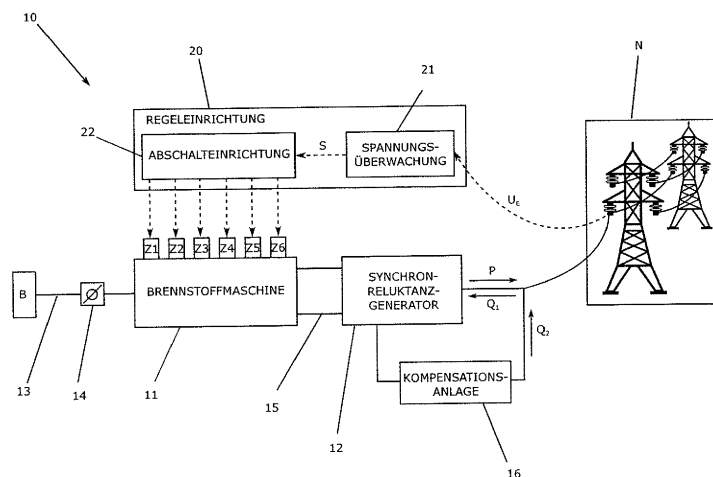 10
20
21
N
REGELEINRICHTUNG
22
ABSCHALTEINRICHTUNG
S
SPANNUNGS-
ÜBERWACHUNG
U_E
Z1 Z2 Z3 Z4 Z5 Z6
B
BRENNSTOFFMASCHINE
SYNCHRON-
RELUKTANZ-
GENERATOR
P
Q₁
Q₂
KOMPENSATIONS-
ANLAGE
13
14
11
15
12
16